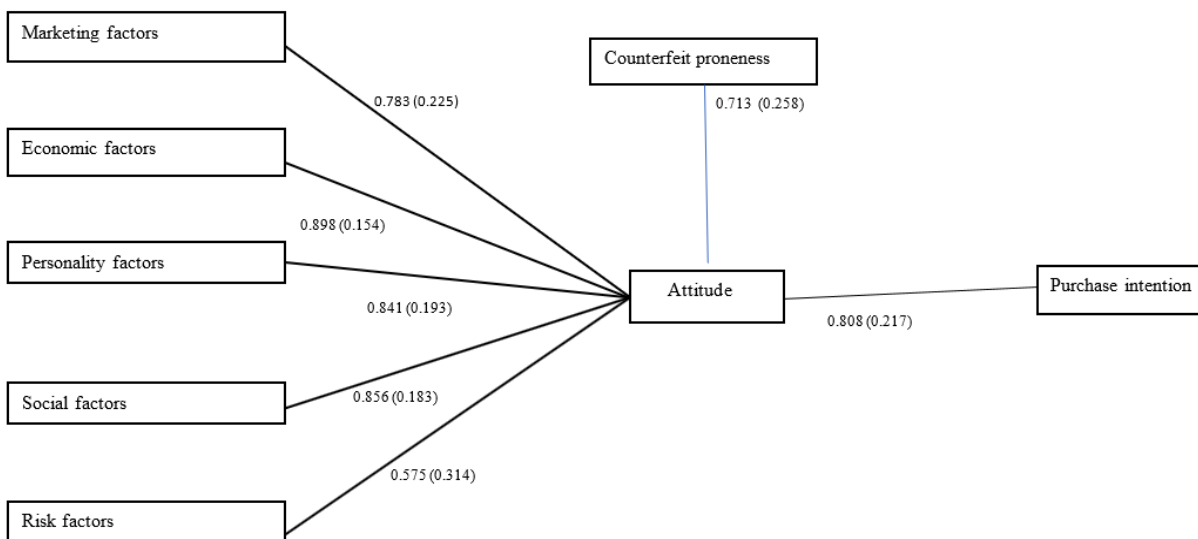 Marketing factors
Counterfeit proneness
0.783 (0.225)
0.713 (0.258)
Economic factors
0.898 (0.154)
Personality factors
Attitude
Purchase intention
0.841 (0.193)
0.808 (0.217)
Social factors
0.856 (0.183)
0.575 (0.314)
Risk factors